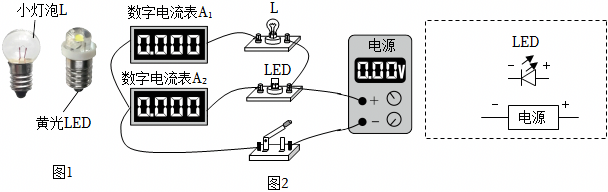 小灯泡L
黄光LED
图1
数字电流表A₁
0.000
数字电流表A₂
0.000
L
LED
图2
电源
0.00V
+
−
LED
− +
− 电源 +